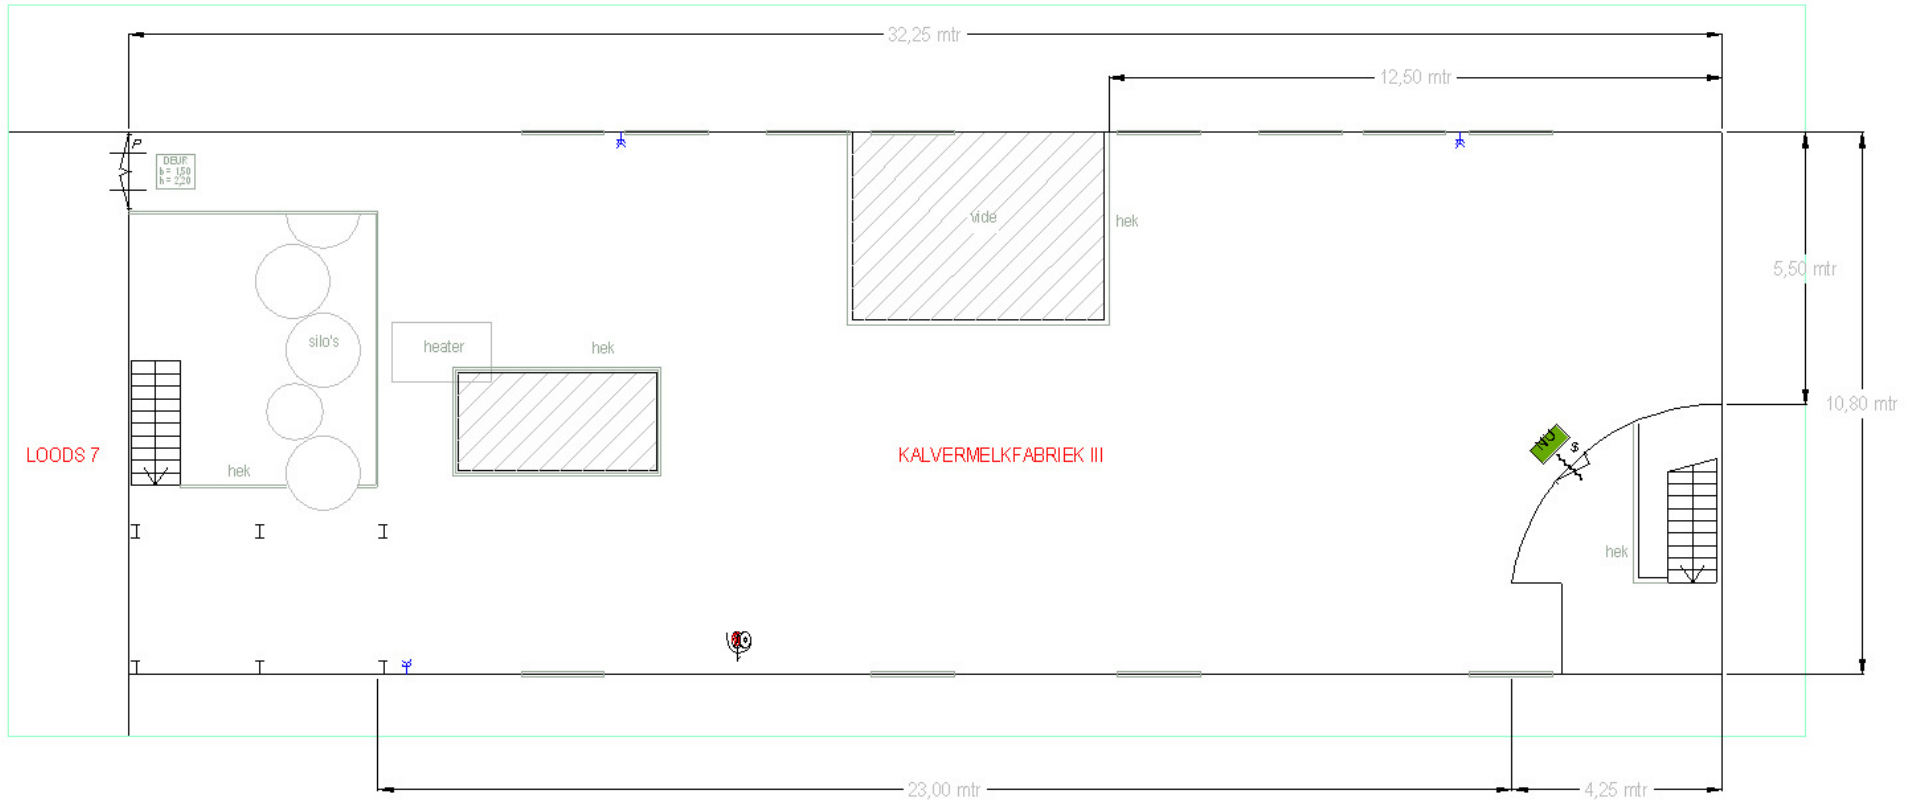 32,25 mtr
12,50 mtr
P
DEUR
b = 1,50
h = 2,20
vide
hek
5,50 mtr
silo's
heater
hek
10,80 mtr
NU
$
LOODS 7
hek
KALVERMELKFABRIEK III
hek
23,00 mtr
4,25 mtr